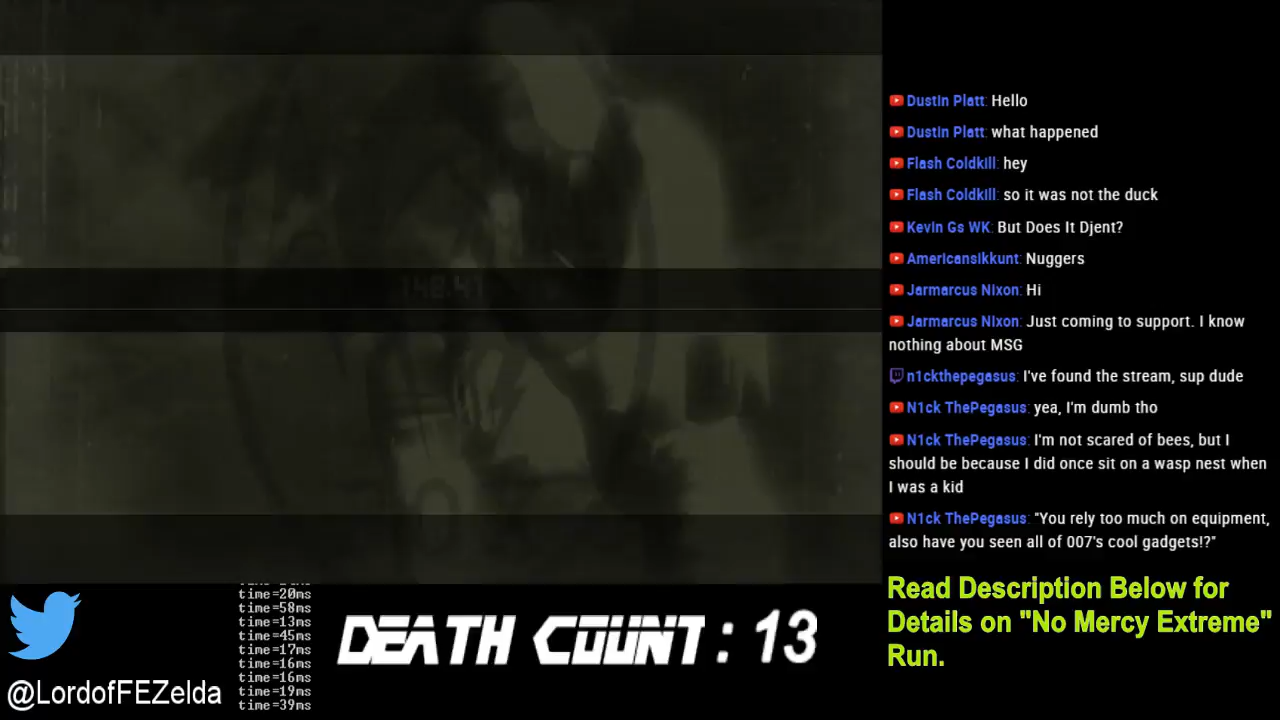 148.41
Dustin Platt: Hello
Dustin Platt: what happened
Flash Coldkill: hey
Flash Coldkill: so it was not the duck
Kevin Gs WK: But Does It Djent?
Americansikkunt: Nuggers
Jarmarcus Nixon: Hi
Jarmarcus Nixon: Just coming to support. I know
nothing about MSG
n1ckthepegasus: I've found the stream, sup dude
N1ck ThePegasus: yea, I'm dumb tho
N1ck ThePegasus: I'm not scared of bees, but I
should be because I did once sit on a wasp nest when
I was a kid
N1ck ThePegasus: "You rely too much on equipment,
also have you seen all of 007's cool gadgets!?"
Read Description Below for
Details on "No Mercy Extreme"
Run.
time=20ms
time=58ms
time=13ms
time=45ms
time=17ms
time=16ms
time=16ms
time=19ms
time=39ms
DEATH COUNT : 13
@LordofFEZelda